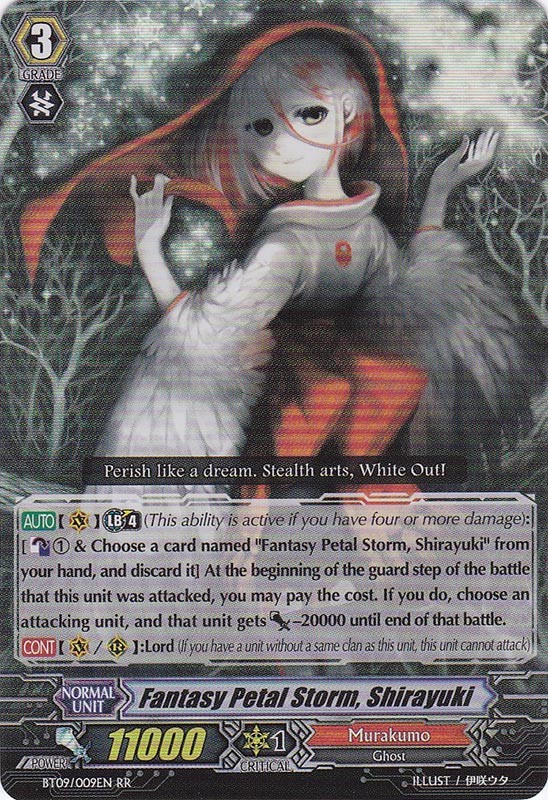 3
GRADE
Perish like a dream. Stealth arts, White Out!
AUTO【 V 】 LB4 (This ability is active if you have four or more damage):
[ ① & Choose a card named "Fantasy Petal Storm, Shirayuki" from
your hand, and discard it] At the beginning of the guard step of the battle
that this unit was attacked, you may pay the cost. If you do, choose an
attacking unit, and that unit gets -20000 until end of that battle.
CONT【 V / R 】:Lord (If you have a unit without a same clan as this unit, this unit cannot attack)
NORMAL
UNIT
Fantasy Petal Storm, Shirayuki
POWER
11000
1
CRITICAL
Murakumo
Ghost
BT09/009EN RR
ILLUST / 伊咲ウタ